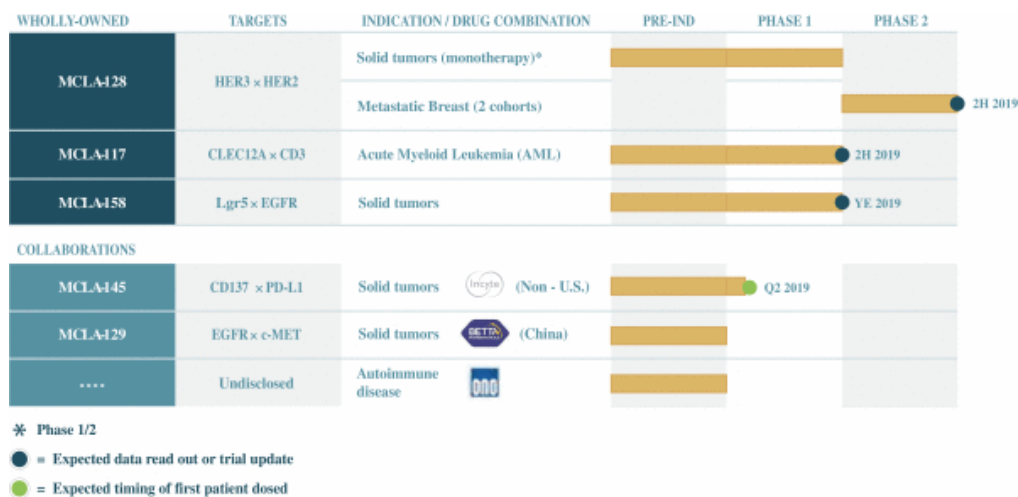 WHOLLY-OWNED TARGETS INDICATION / DRUG COMBINATION PRE-IND PHASE 1 PHASE 2
MCLA-128 HER3 x HER2 Solid tumors (monotherapy)*
Metastatic Breast (2 cohorts) 2H 2019
MCLA-117 CLEC12A x CD3 Acute Myeloid Leukemia (AML) 2H 2019
MCLA-158 Lgr5 x EGFR Solid tumors YE 2019
COLLABORATIONS
MCLA-145 CD137 x PD-L1 Solid tumors Incyte (Non - U.S.) Q2 2019
MCLA-129 EGFR x c-MET Solid tumors BETTA (China)
.... Undisclosed Autoimmune disease ono
* Phase 1/2
= Expected data read out or trial update
= Expected timing of first patient dosed